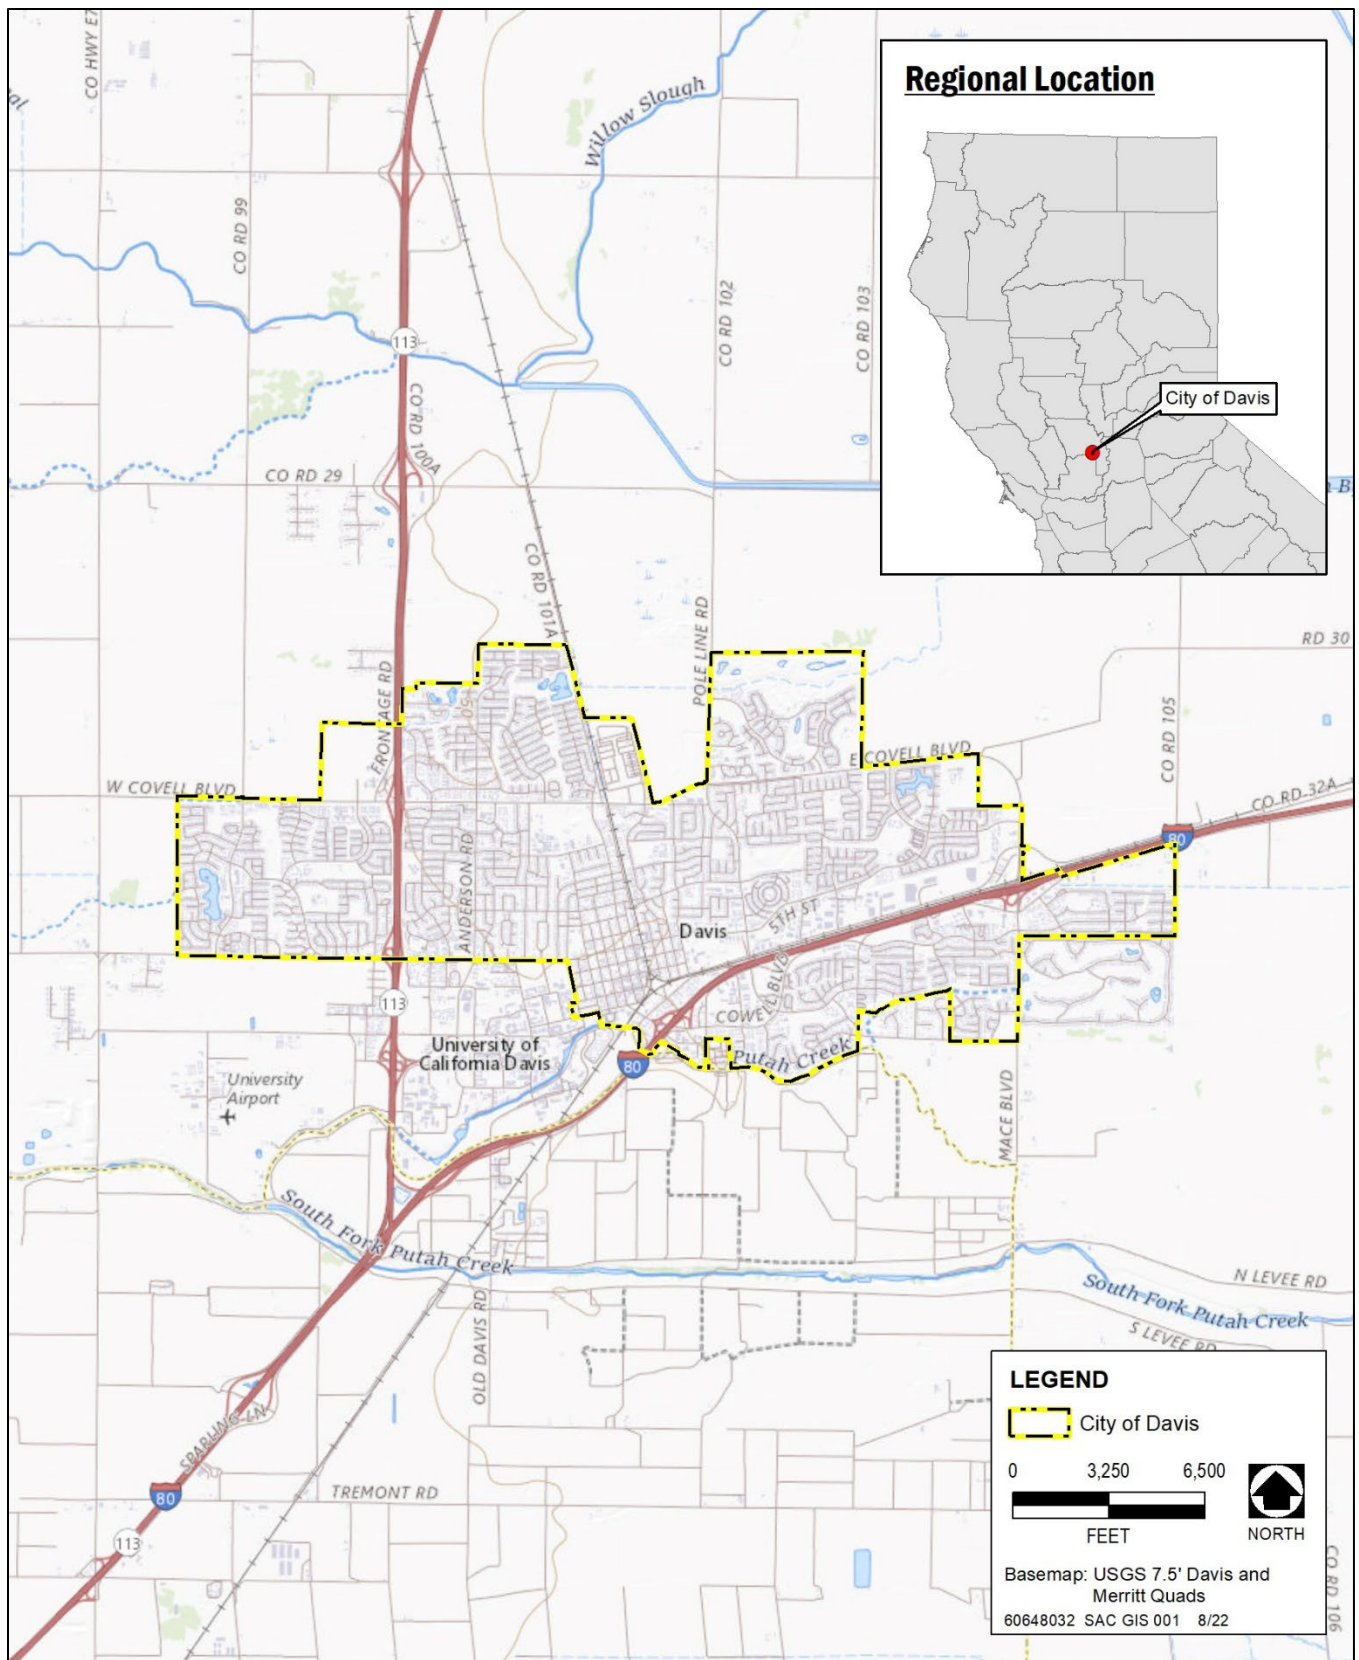 CO HWY E7
CO RD 99
Willow Slough
Regional Location
City of Davis
CO RD 102
CO RD 103
113
CO RD 100A
CO RD 29
CO RD 101A
POLE LINE RD
RD 30
FRONTAGE RD
50
CO RD 105
E COVELL BLVD
W COVELL BLVD
CO RD 32A
80
ANDERSON RD
5TH ST
Davis
113
COWELL BLVD
University of
California Davis
80
Putah Creek
University
Airport
MACE BLVD
South Fork Putah Creek
N LEVEE RD
South Fork Putah Creek
S LEVEE RD
OLD DAVIS RD
SPARLING LN
80
TREMONT RD
113
LEGEND
City of Davis
0 3,250 6,500
FEET
NORTH
Basemap: USGS 7.5' Davis and
Merritt Quads
60648032 SAC GIS 001 8/22
CO RD 106